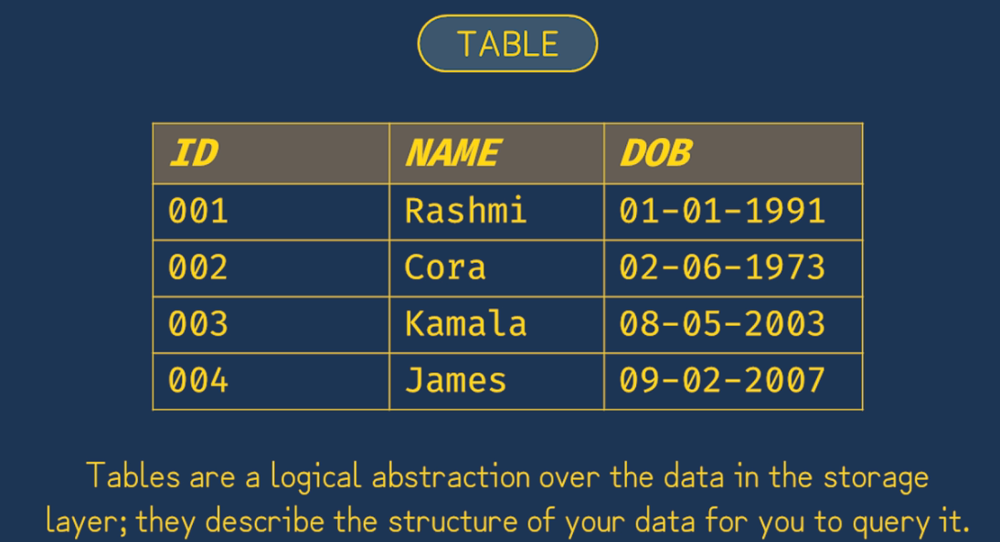 TABLE
ID NAME DOB
001 Rashmi 01-01-1991
002 Cora 02-06-1973
003 Kamala 08-05-2003
004 James 09-02-2007
Tables are a logical abstraction over the data in the storage
layer; they describe the structure of your data for you to query it.